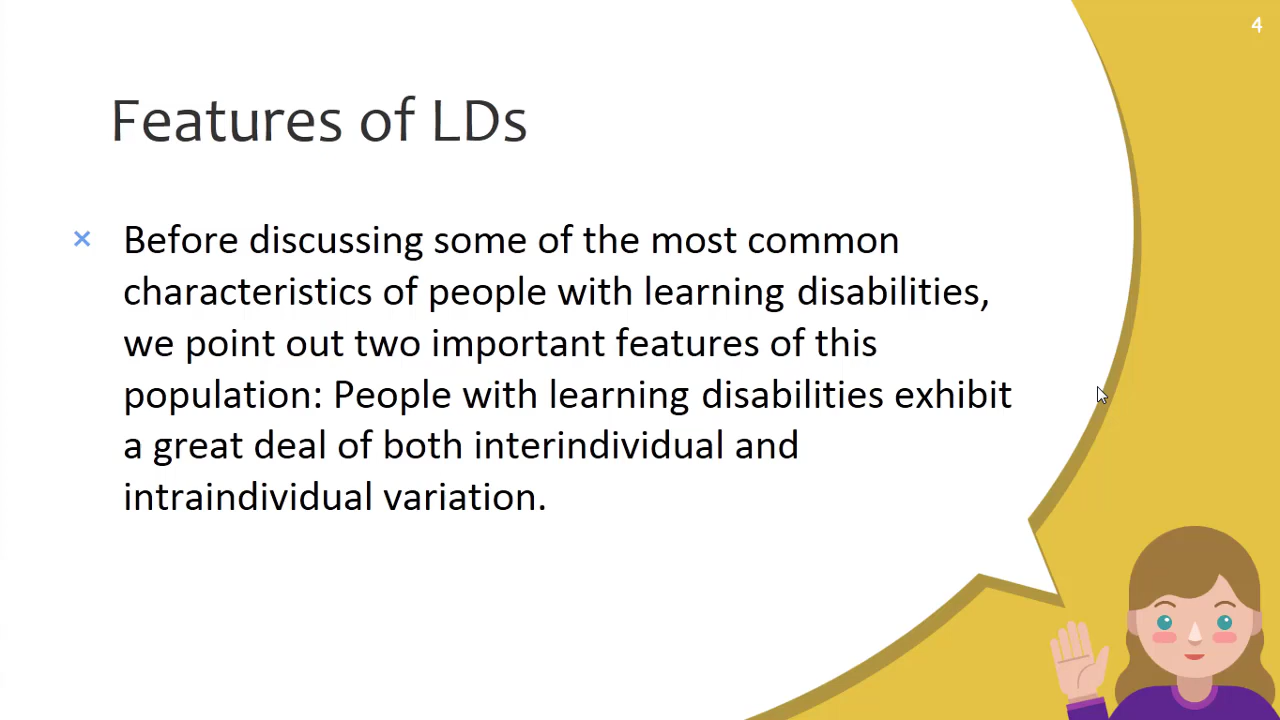 4
Features of LDs
× Before discussing some of the most common
characteristics of people with learning disabilities,
we point out two important features of this
population: People with learning disabilities exhibit
a great deal of both interindividual and
intraindividual variation.